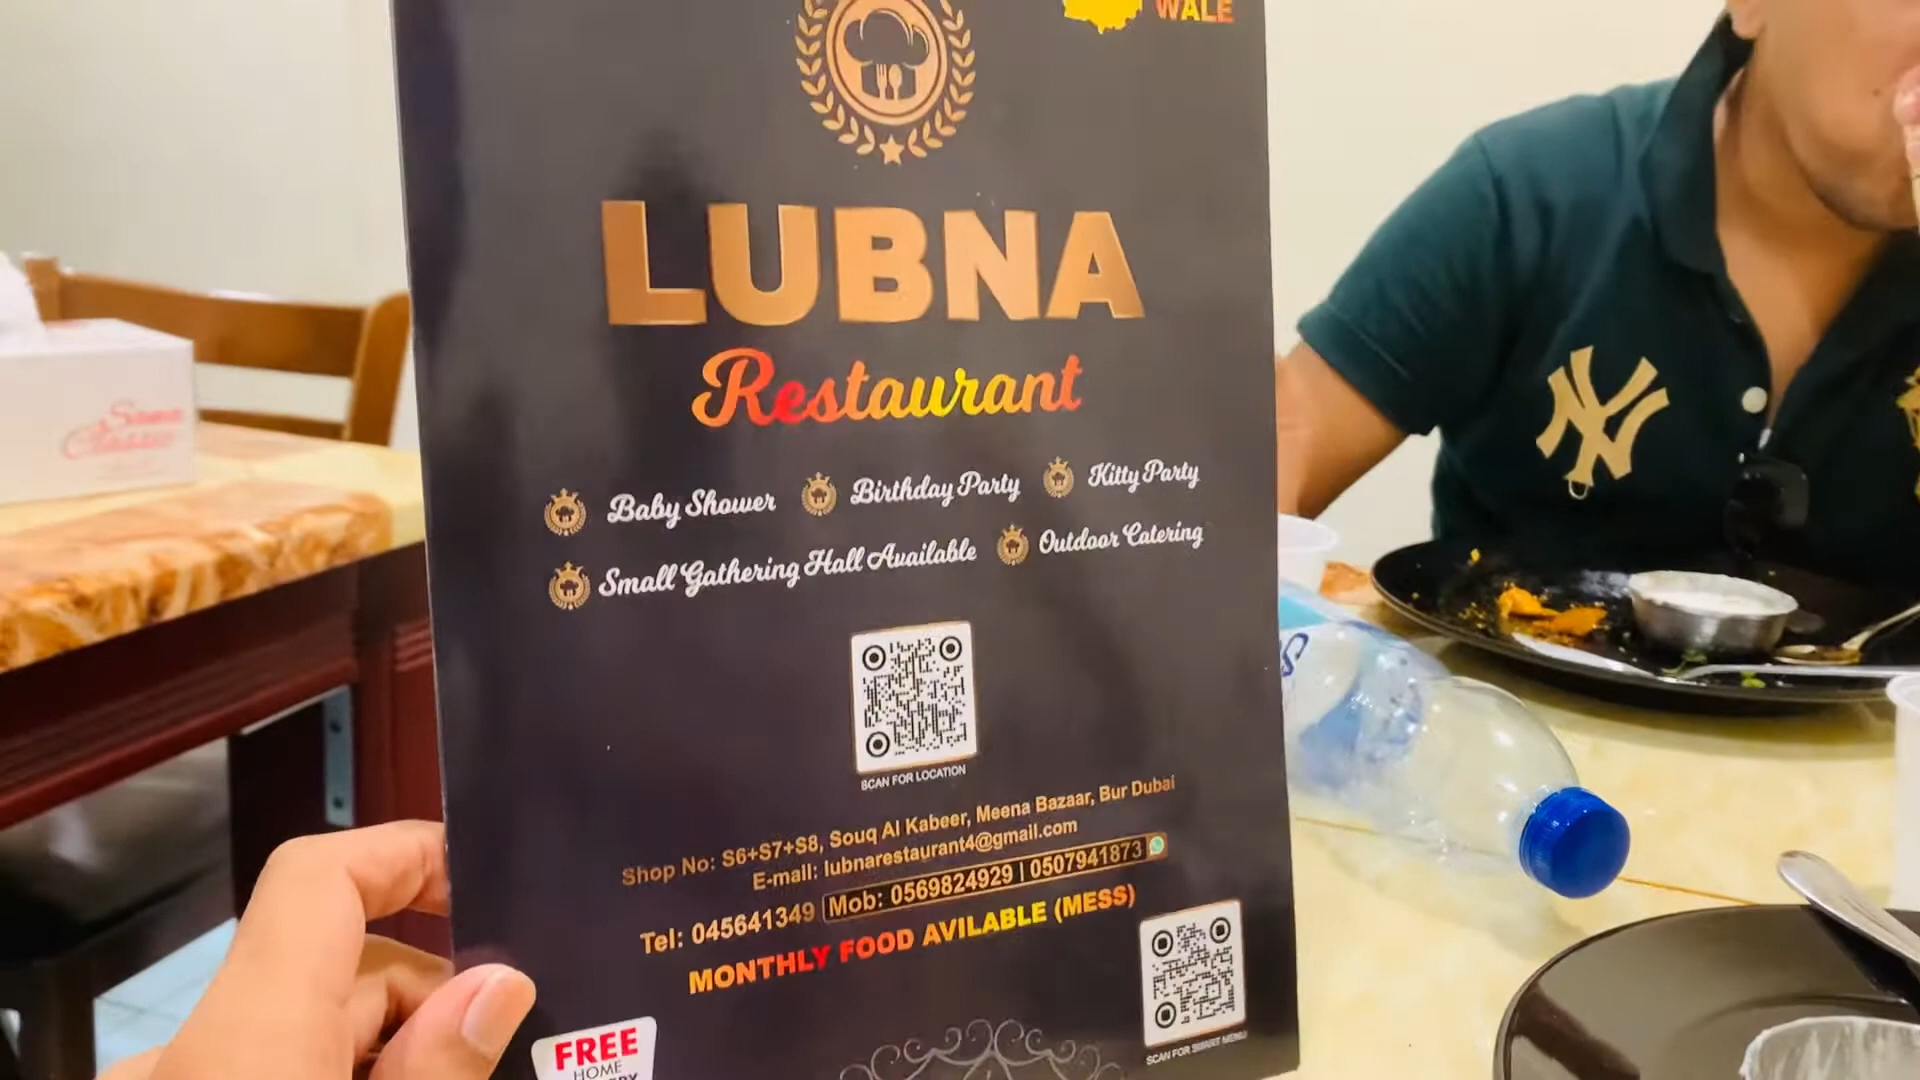 WALE
LUBNA
Restaurant
Baby Shower Birthday Party Kitty Party
Small Gathering Hall Available Outdoor Catering
SCAN FOR LOCATION
Shop No: S6+S7+S8, Souq Al Kabeer, Meena Bazaar, Bur Dubai
E-mail: lubnarestaurant4@gmail.com
Tel: 045641349 Mob: 0569824929 | 0507941873
MONTHLY FOOD AVILABLE (MESS)
SCAN FOR SMART MENU
FREE
HOME
NY